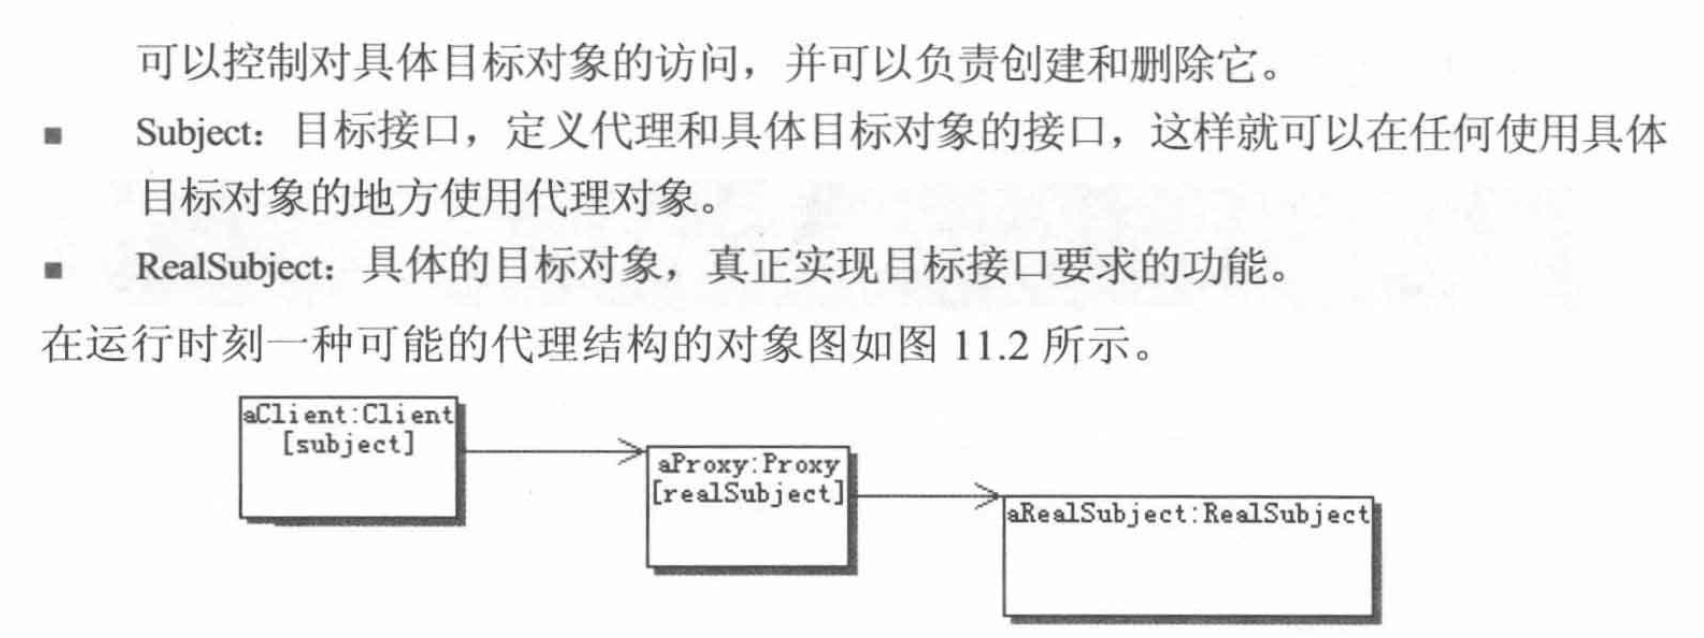 可以控制对具体目标对象的访问，并可以负责创建和删除它。
■ Subject：目标接口，定义代理和具体目标对象的接口，这样就可以在任何使用具体
目标对象的地方使用代理对象。
■ RealSubject：具体的目标对象，真正实现目标接口要求的功能。
在运行时刻一种可能的代理结构的对象图如图 11.2 所示。
aClient:Client
[subject]
aProxy:Proxy
[realSubject]
aRealSubject:RealSubject